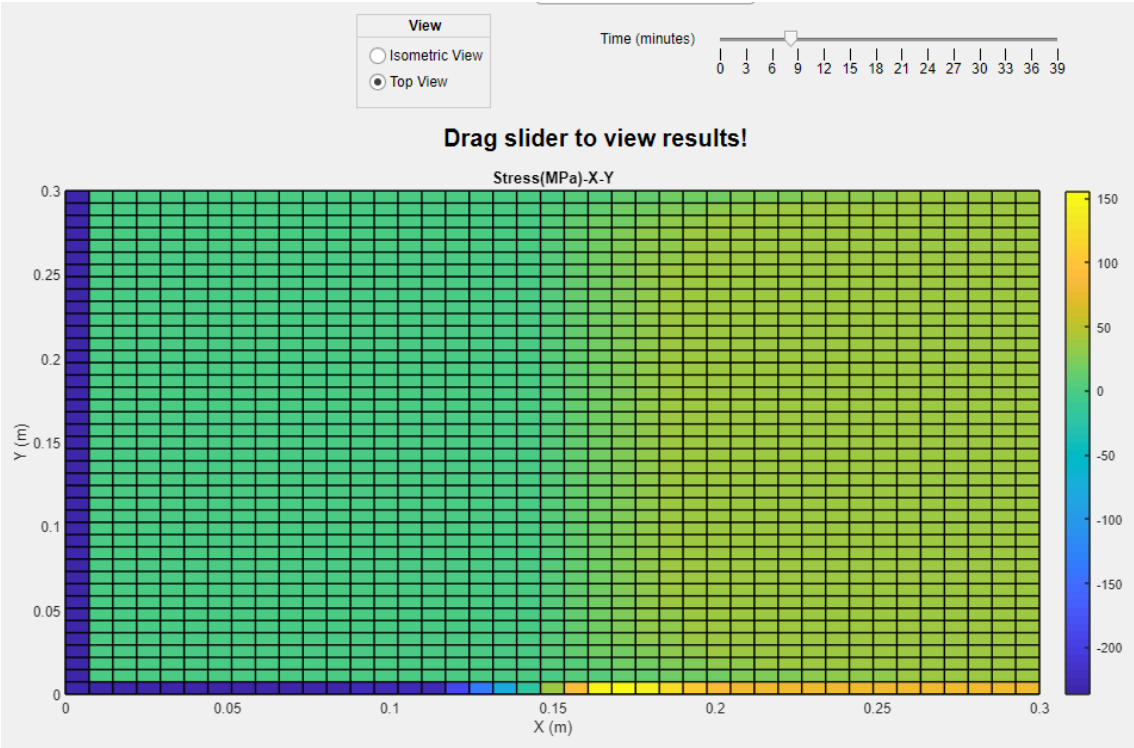 View
Isometric View
Top View
Time (minutes)
0 3 6 9 12 15 18 21 24 27 30 33 36 39
Drag slider to view results!
Stress(MPa)-X-Y
0.3
0.25
0.2
0.15
0.1
0.05
0
Y (m)
0 0.05 0.1 0.15 0.2 0.25 0.3
X (m)
150
100
50
0
-50
-100
-150
-200